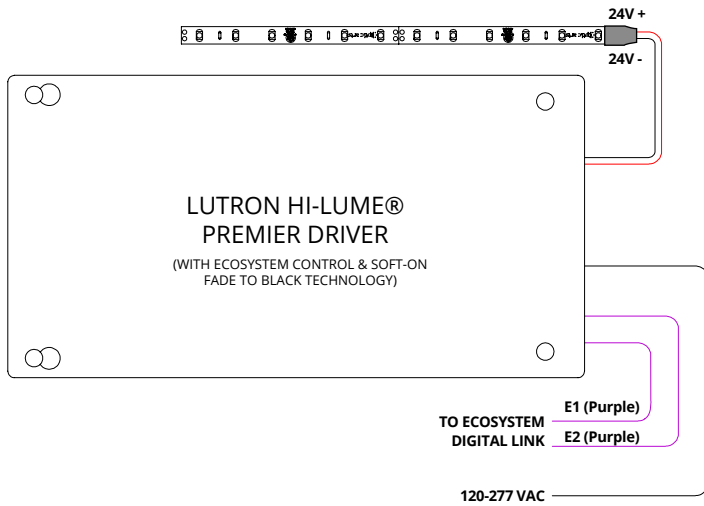 24V +
24V -
LUTRON HI-LUME®
PREMIER DRIVER
(WITH ECOSYSTEM CONTROL & SOFT-ON
FADE TO BLACK TECHNOLOGY)
E1 (Purple)
TO ECOSYSTEM
DIGITAL LINK
E2 (Purple)
120-277 VAC